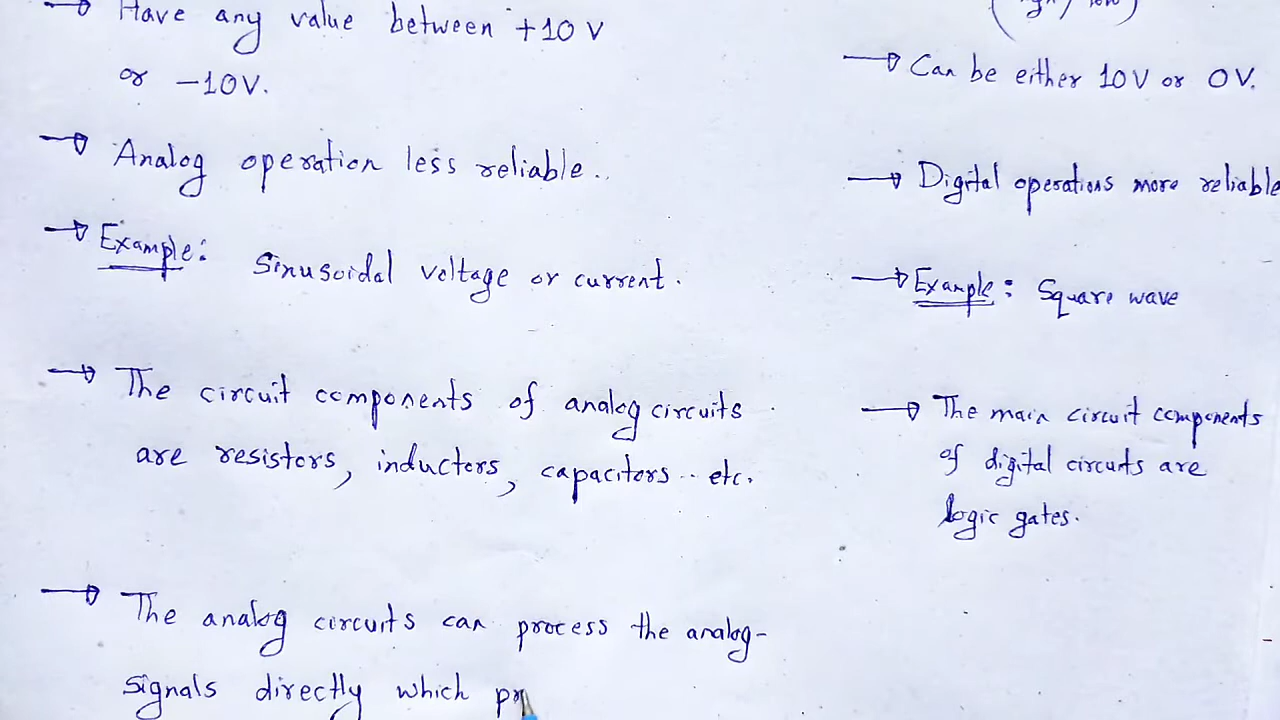 → Have any value between +10 V
or -10V.
→ Analog operation less reliable..
→ Example: Sinusoidal voltage or current.
→ The circuit components of analog circuits
are resistors, inductors, capacitors .. etc.
→ The analog circuits can process the analog-
signals directly which
→ Can be either 10V or 0V.
→ Digital operations more reliable
→ Example: Square wave
→ The main circuit components
of digital circuits are
logic gates.